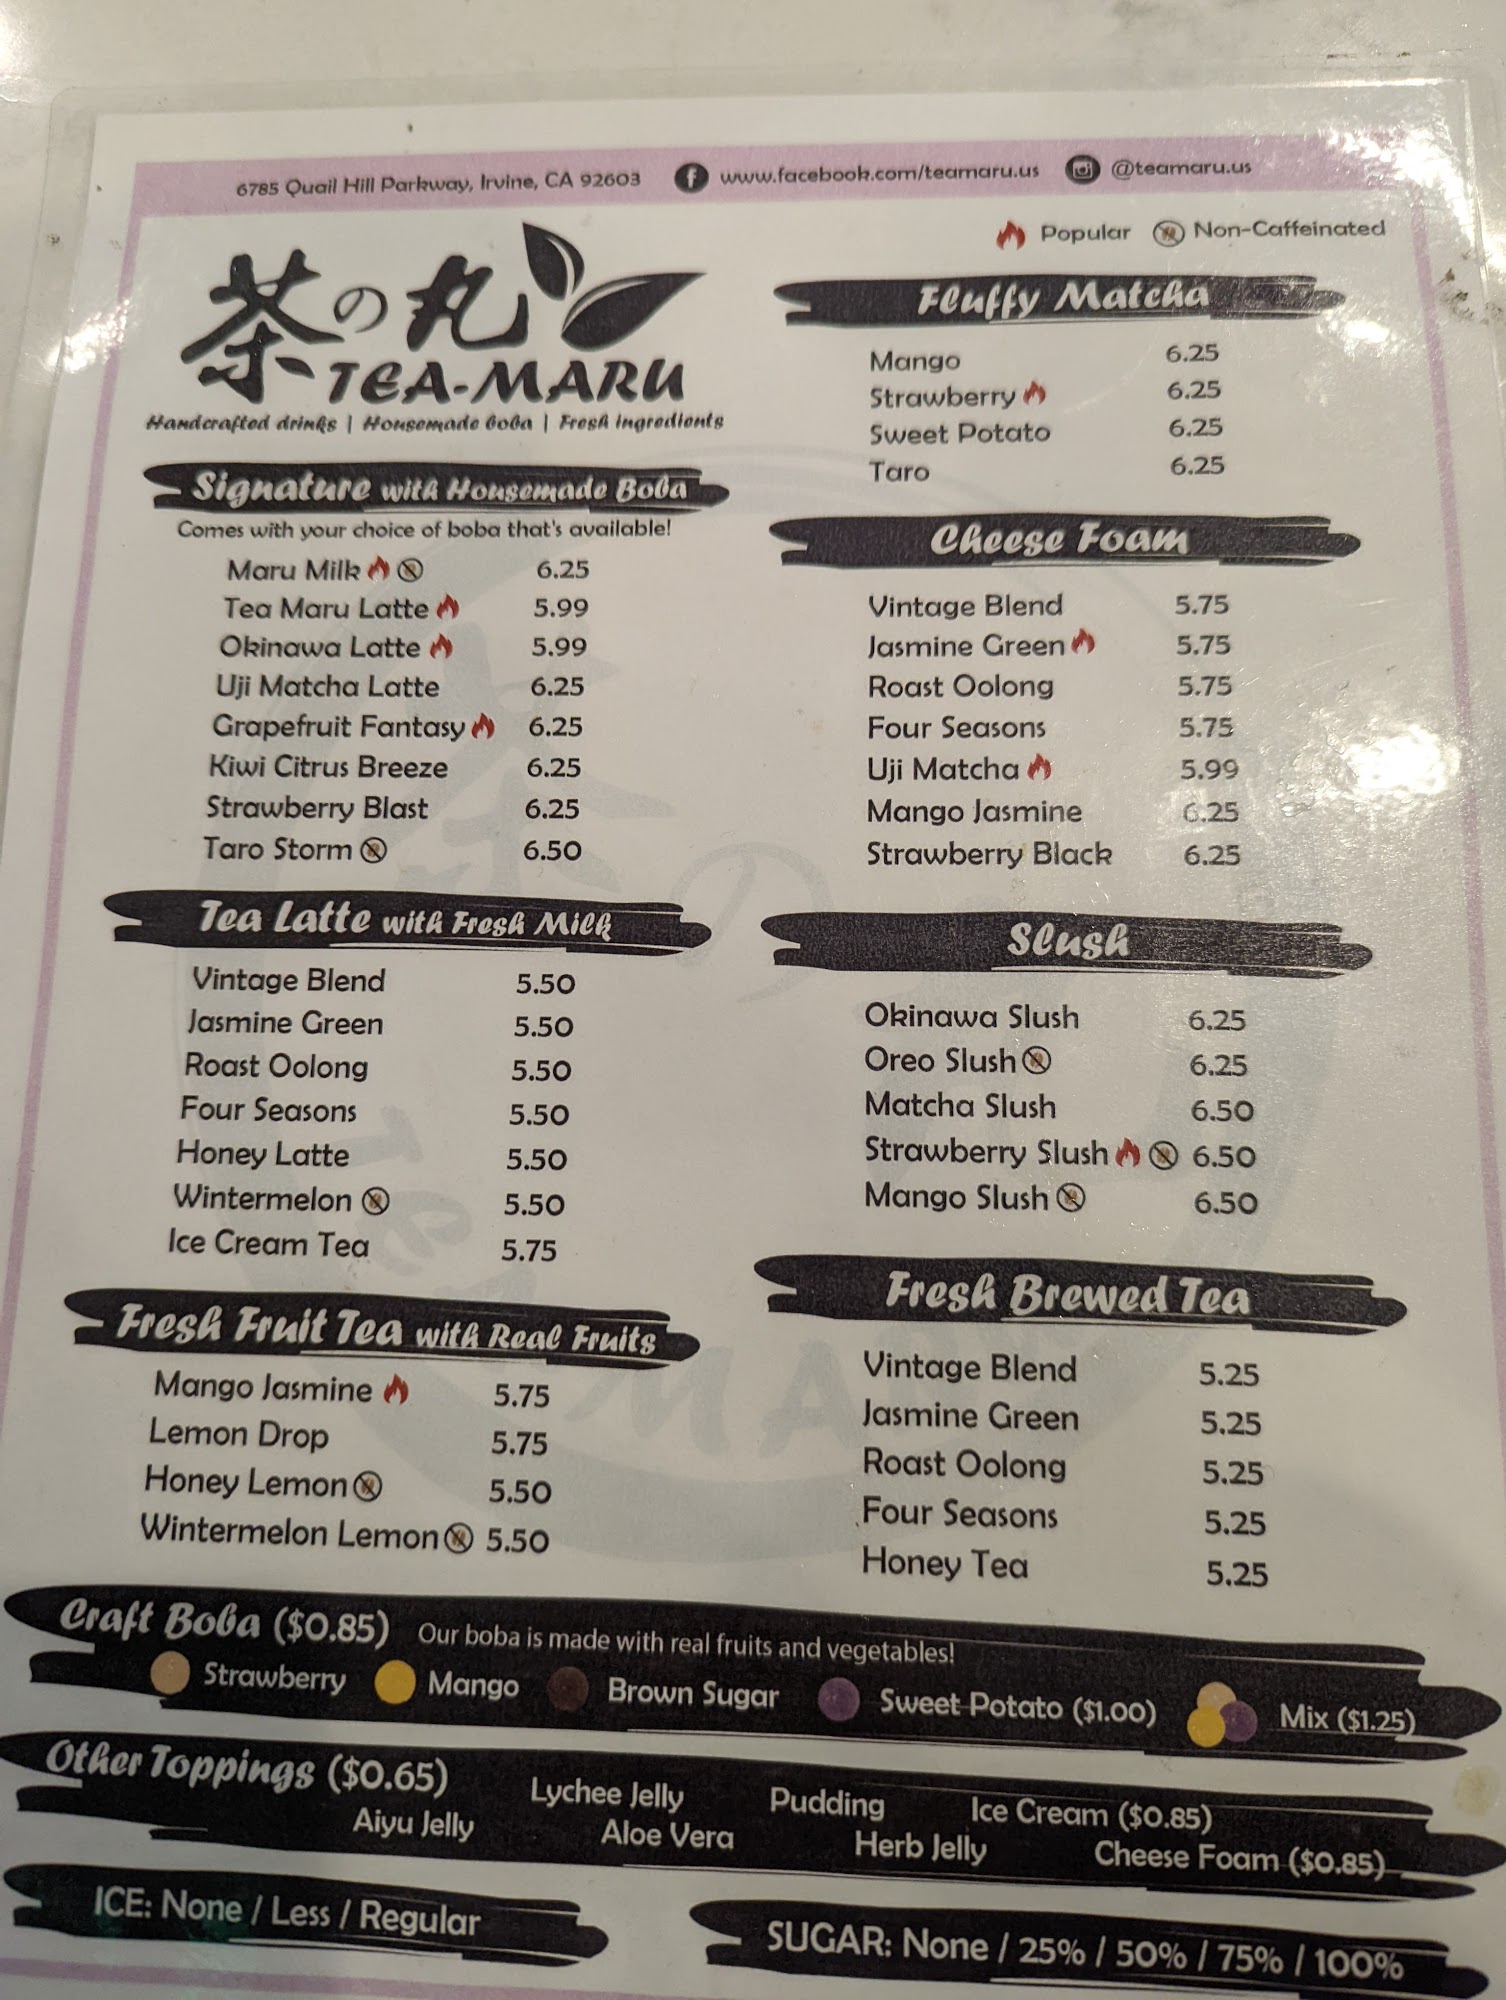 6785 Quail Hill Parkway, Irvine, CA 92603 www.facebook.com/teamaru.us @teamaru.us
Popular Non-Caffeinated
茶の丸
TEA-MARU
Handcrafted drinks | Housemade boba | Fresh ingredients
Signature with Housemade Boba
Comes with your choice of boba that's available!
Maru Milk 6.25
Tea Maru Latte 5.99
Okinawa Latte 5.99
Uji Matcha Latte 6.25
Grapefruit Fantasy 6.25
Kiwi Citrus Breeze 6.25
Strawberry Blast 6.25
Taro Storm 6.50
Tea Latte with Fresh Milk
Vintage Blend 5.50
Jasmine Green 5.50
Roast Oolong 5.50
Four Seasons 5.50
Honey Latte 5.50
Wintermelon 5.50
Ice Cream Tea 5.75
Fresh Fruit Tea with Real Fruits
Mango Jasmine 5.75
Lemon Drop 5.75
Honey Lemon 5.50
Wintermelon Lemon 5.50
Fluffy Matcha
Mango 6.25
Strawberry 6.25
Sweet Potato 6.25
Taro 6.25
Cheese Foam
Vintage Blend 5.75
Jasmine Green 5.75
Roast Oolong 5.75
Four Seasons 5.75
Uji Matcha 5.99
Mango Jasmine 6.25
Strawberry Black 6.25
Slush
Okinawa Slush 6.25
Oreo Slush 6.25
Matcha Slush 6.50
Strawberry Slush 6.50
Mango Slush 6.50
Fresh Brewed Tea
Vintage Blend 5.25
Jasmine Green 5.25
Roast Oolong 5.25
Four Seasons 5.25
Honey Tea 5.25
Craft Boba ($0.85) Our boba is made with real fruits and vegetables!
Strawberry Mango Brown Sugar Sweet Potato ($1.00) Mix ($1.25)
Other Toppings ($0.65) Lychee Jelly Pudding Ice Cream ($0.85)
Aiyu Jelly Aloe Vera Herb Jelly Cheese Foam ($0.85)
ICE: None / Less / Regular
SUGAR: None / 25% / 50% / 75% / 100%